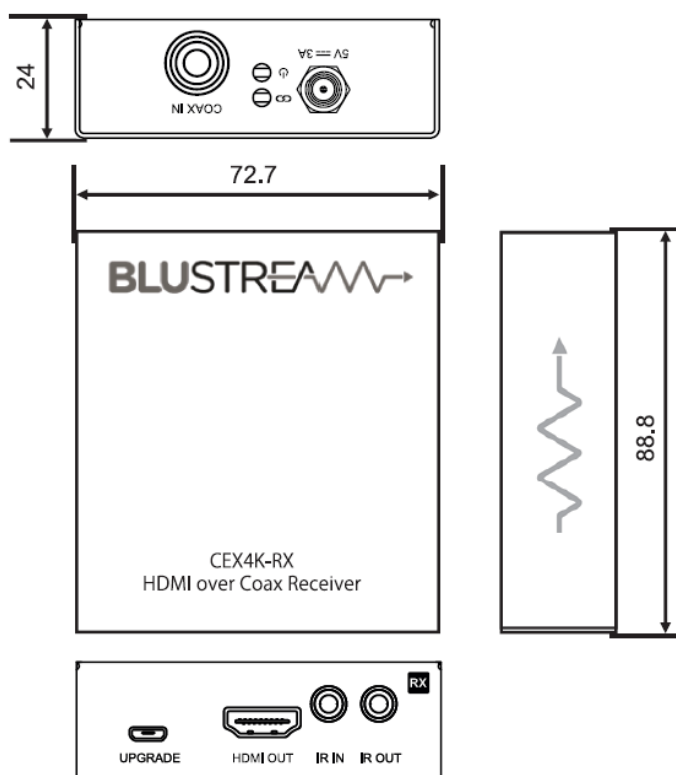 24
COAX IN
5V ⎓ 3A
72.7
BLUSTREAM
88.8
CEX4K-RX
HDMI over Coax Receiver
RX
UPGRADE
HDMI OUT
IR IN
IR OUT